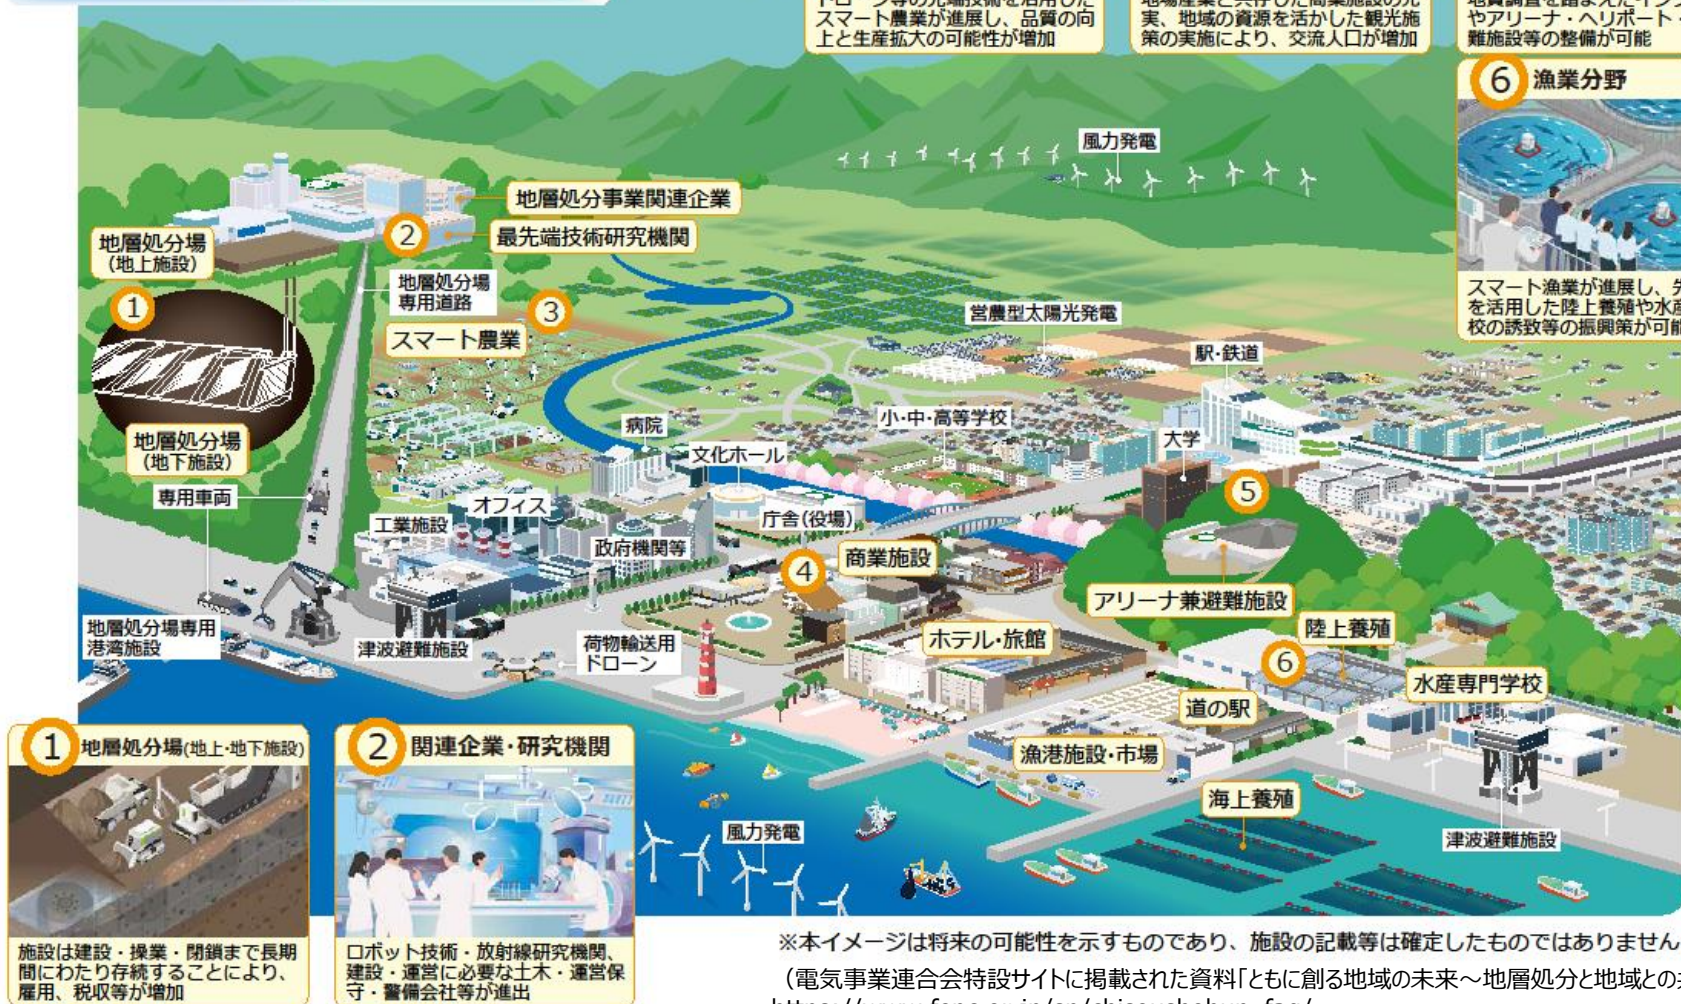 スマート農業が進展し、品質の向
上と生産拡大の可能性が増加
実、地域の資源を活かした観光施
策の実施により、交流人口が増加
やアリーナ・ヘリポート・
難施設等の整備が可能
6 漁業分野
スマート漁業が進展し、先
を活用した陸上養殖や水産
校の誘致等の振興策が可能
風力発電
地層処分事業関連企業
2
最先端技術研究機関
地層処分場
(地上施設)
1
地層処分場
専用道路
3
スマート農業
営農型太陽光発電
駅・鉄道
小・中・高等学校
大学
病院
文化ホール
地層処分場
(地下施設)
専用車両
オフィス
工業施設
庁舎(役場)
政府機関等
5
4
商業施設
アリーナ兼避難施設
陸上養殖
6
地層処分場専用
港湾施設
津波避難施設
荷物輸送用
ドローン
ホテル・旅館
水産専門学校
道の駅
漁港施設・市場
海上養殖
津波避難施設
風力発電
1 地層処分場(地上・地下施設)
施設は建設・操業・閉鎖まで長期
間にわたり存続することにより、
雇用、税収等が増加
2 関連企業・研究機関
ロボット技術・放射線研究機関、
建設・運営に必要な土木・運営保
守・警備会社等が進出
※本イメージは将来の可能性を示すものであり、施設の記載等は確定したものではありません
(電気事業連合会特設サイトに掲載された資料「ともに創る地域の未来～地層処分と地域との